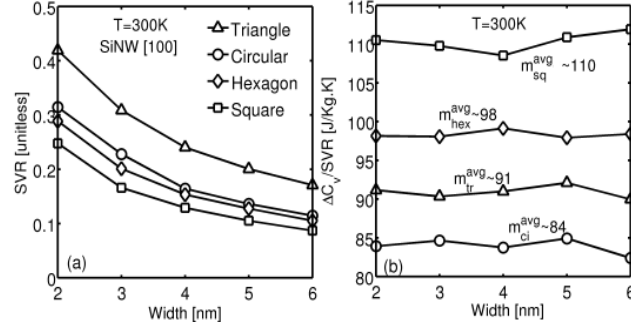 T=300K
SiNW [100]
Triangle
Circular
Hexagon
Square
SVR [unitless]
0.5
0.4
0.3
0.2
0.1
0
(a)
2 3 4 5 6
Width [nm]
T=300K
m_sq^avg ~110
m_hex^avg~98
m_tr^avg~91
m_ci^avg~84
ΔC_v/SVR [J/Kg.K]
115
110
105
100
95
90
85
80
(b)
2 3 4 5 6
Width [nm]